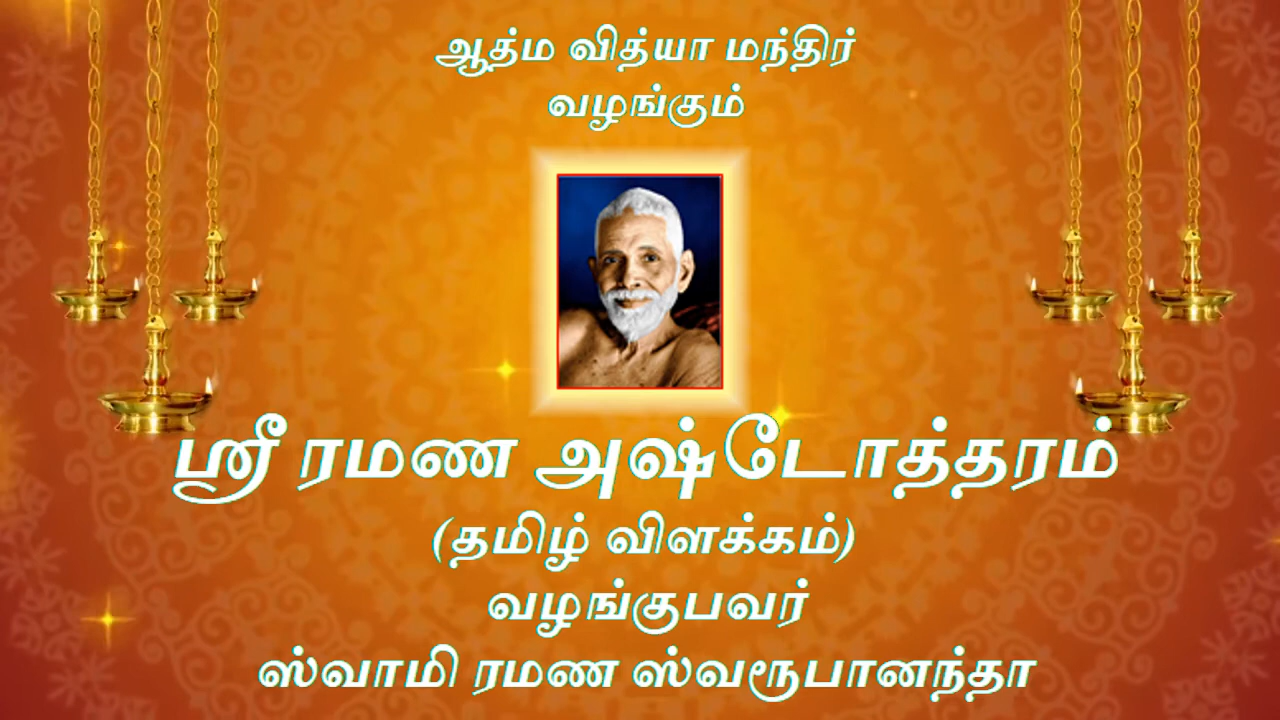 ஆத்ம வித்யா மந்திர்
வழங்கும்
ஸ்ரீ ரமண அஷ்டோத்தரம்
(தமிழ் விளக்கம்)
வழங்குபவர்
ஸ்வாமி ரமண ஸ்வரூபானந்தா